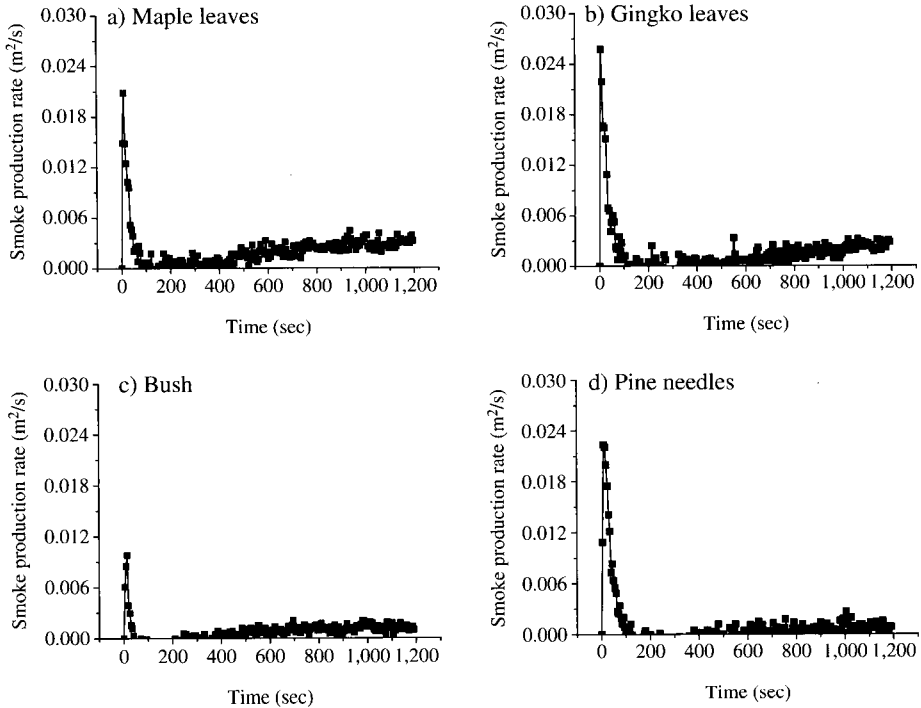 a) Maple leaves
Smoke production rate (m²/s)
0.030
0.024
0.018
0.012
0.006
0.000
0 200 400 600 800 1,000 1,200
Time (sec)
b) Gingko leaves
Smoke production rate (m²/s)
0.030
0.024
0.018
0.012
0.006
0.000
0 200 400 600 800 1,000 1,200
Time (sec)
c) Bush
Smoke production rate (m²/s)
0.030
0.024
0.018
0.012
0.006
0.000
0 200 400 600 800 1,000 1,200
Time (sec)
d) Pine needles
Smoke production rate (m²/s)
0.030
0.024
0.018
0.012
0.006
0.000
0 200 400 600 800 1,000 1,200
Time (sec)